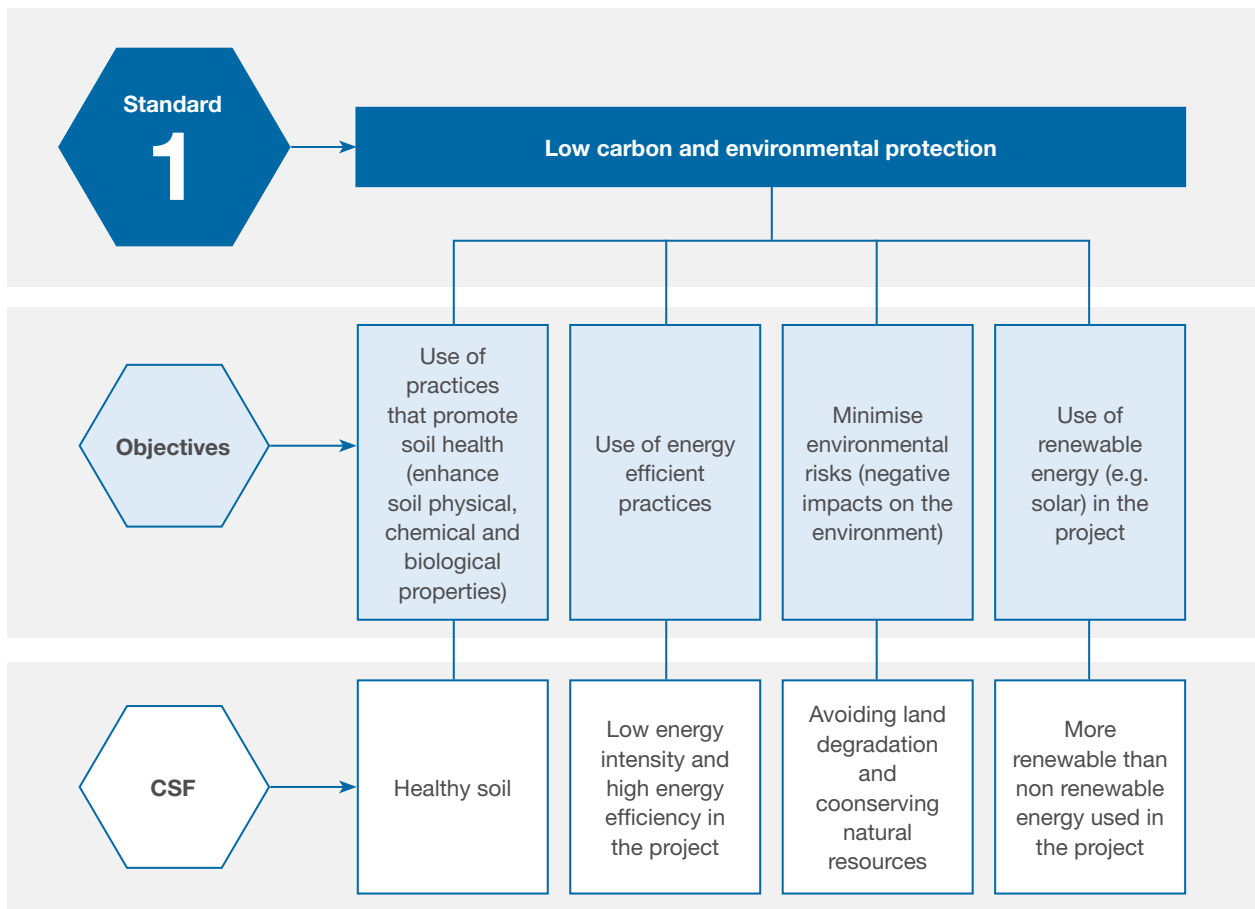 Standard
1
Low carbon and environmental protection
Objectives
Use of
practices
that promote
soil health
(enhance
soil physical,
chemical and
biological
properties)
Use of energy
efficient
practices
Minimise
environmental
risks (negative
impacts on the
environment)
Use of
renewable
energy (e.g.
solar) in the
project
CSF
Healthy soil
Low energy
intensity and
high energy
efficiency in
the project
Avoiding land
degradation
and
coonserving
natural
resources
More
renewable than
non renewable
energy used in
the project